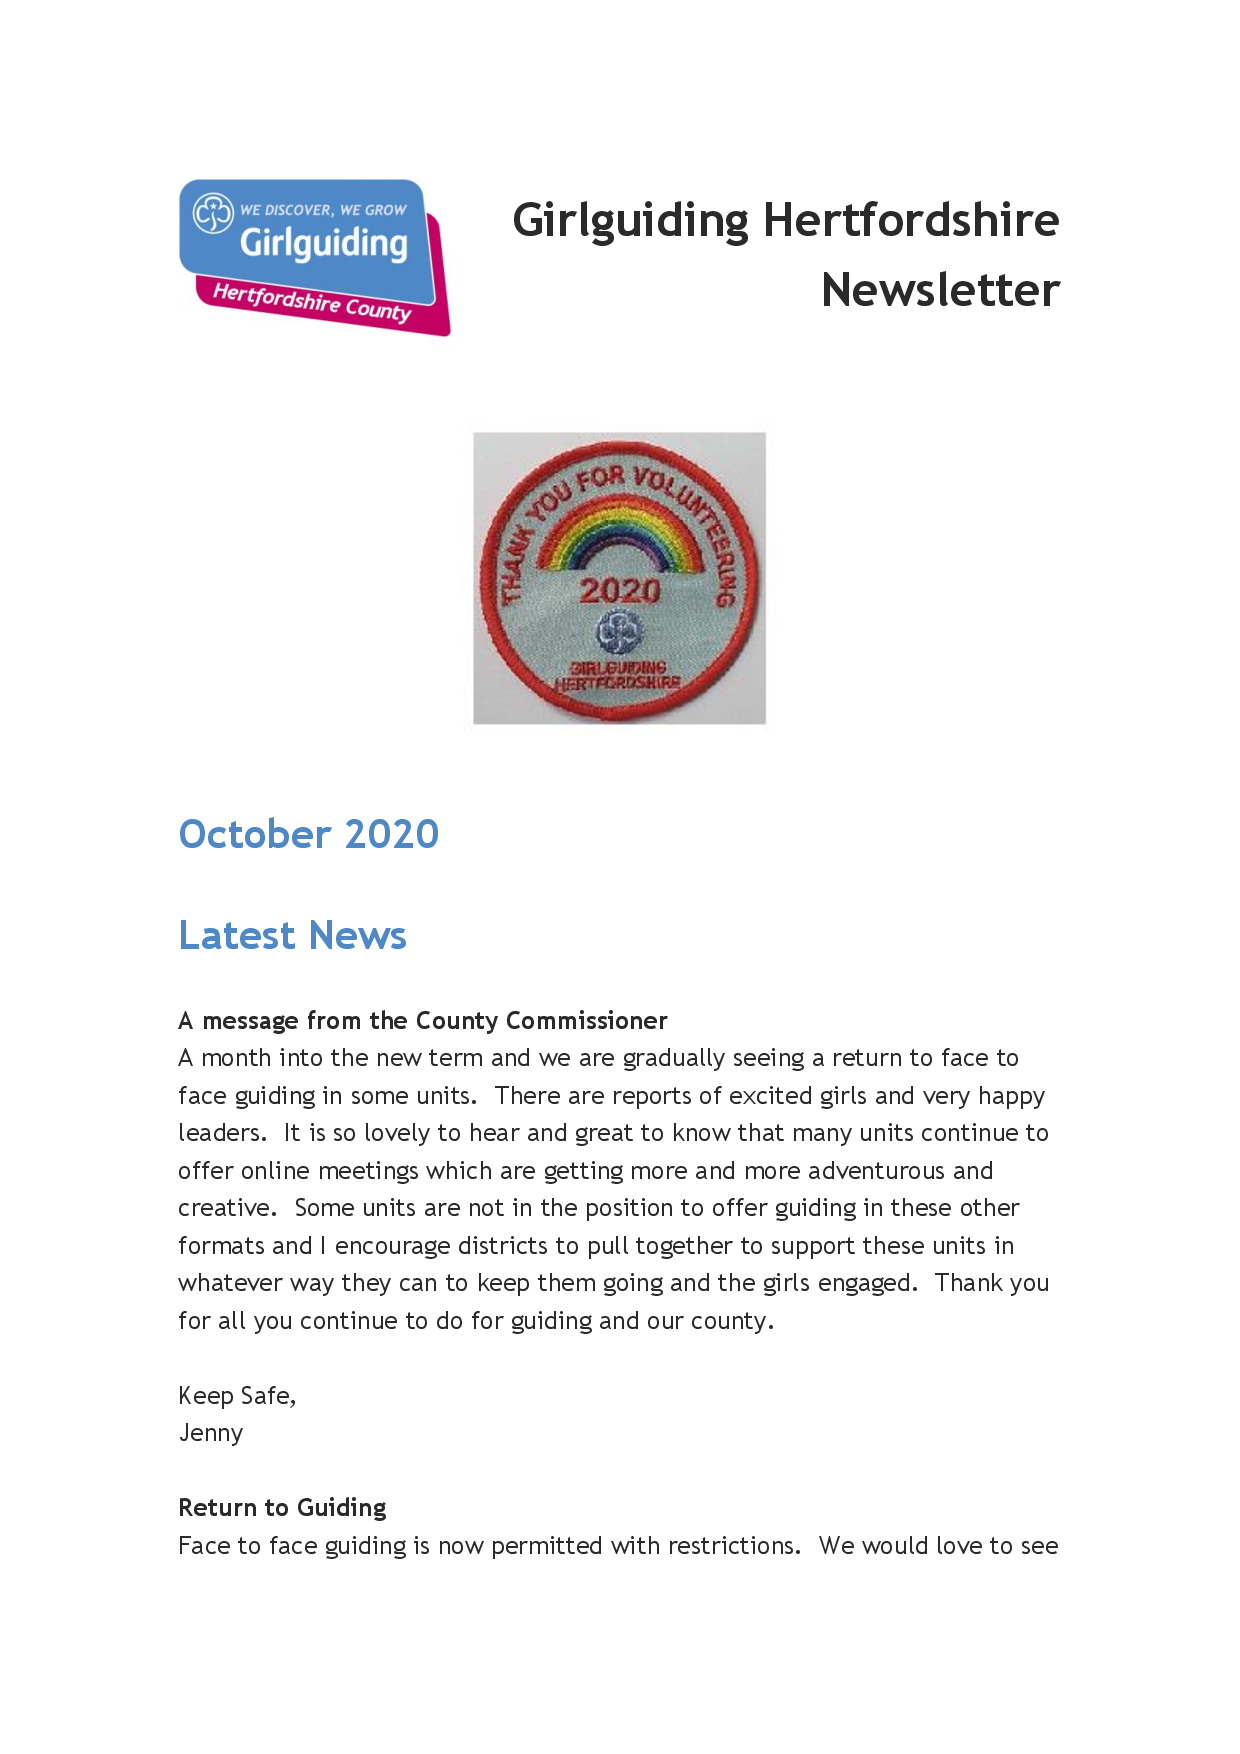 WE DISCOVER, WE GROW
Girlguiding
Hertfordshire County
Girlguiding Hertfordshire
Newsletter
THANK YOU FOR VOLUNTEERING
2020
GIRLGUIDING
HERTFORDSHIRE
October 2020
Latest News
A message from the County Commissioner
A month into the new term and we are gradually seeing a return to face to
face guiding in some units.  There are reports of excited girls and very happy
leaders.  It is so lovely to hear and great to know that many units continue to
offer online meetings which are getting more and more adventurous and
creative.  Some units are not in the position to offer guiding in these other
formats and I encourage districts to pull together to support these units in
whatever way they can to keep them going and the girls engaged.  Thank you
for all you continue to do for guiding and our county.
Keep Safe,
Jenny
Return to Guiding
Face to face guiding is now permitted with restrictions.  We would love to see